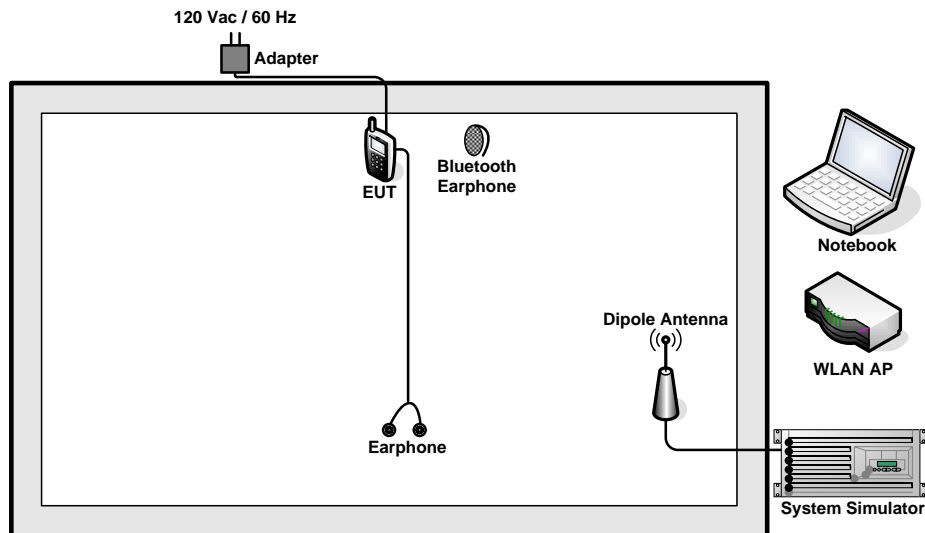 120 Vac / 60 Hz
Adapter
EUT
Bluetooth
Earphone
Notebook
Dipole Antenna
WLAN AP
Earphone
System Simulator